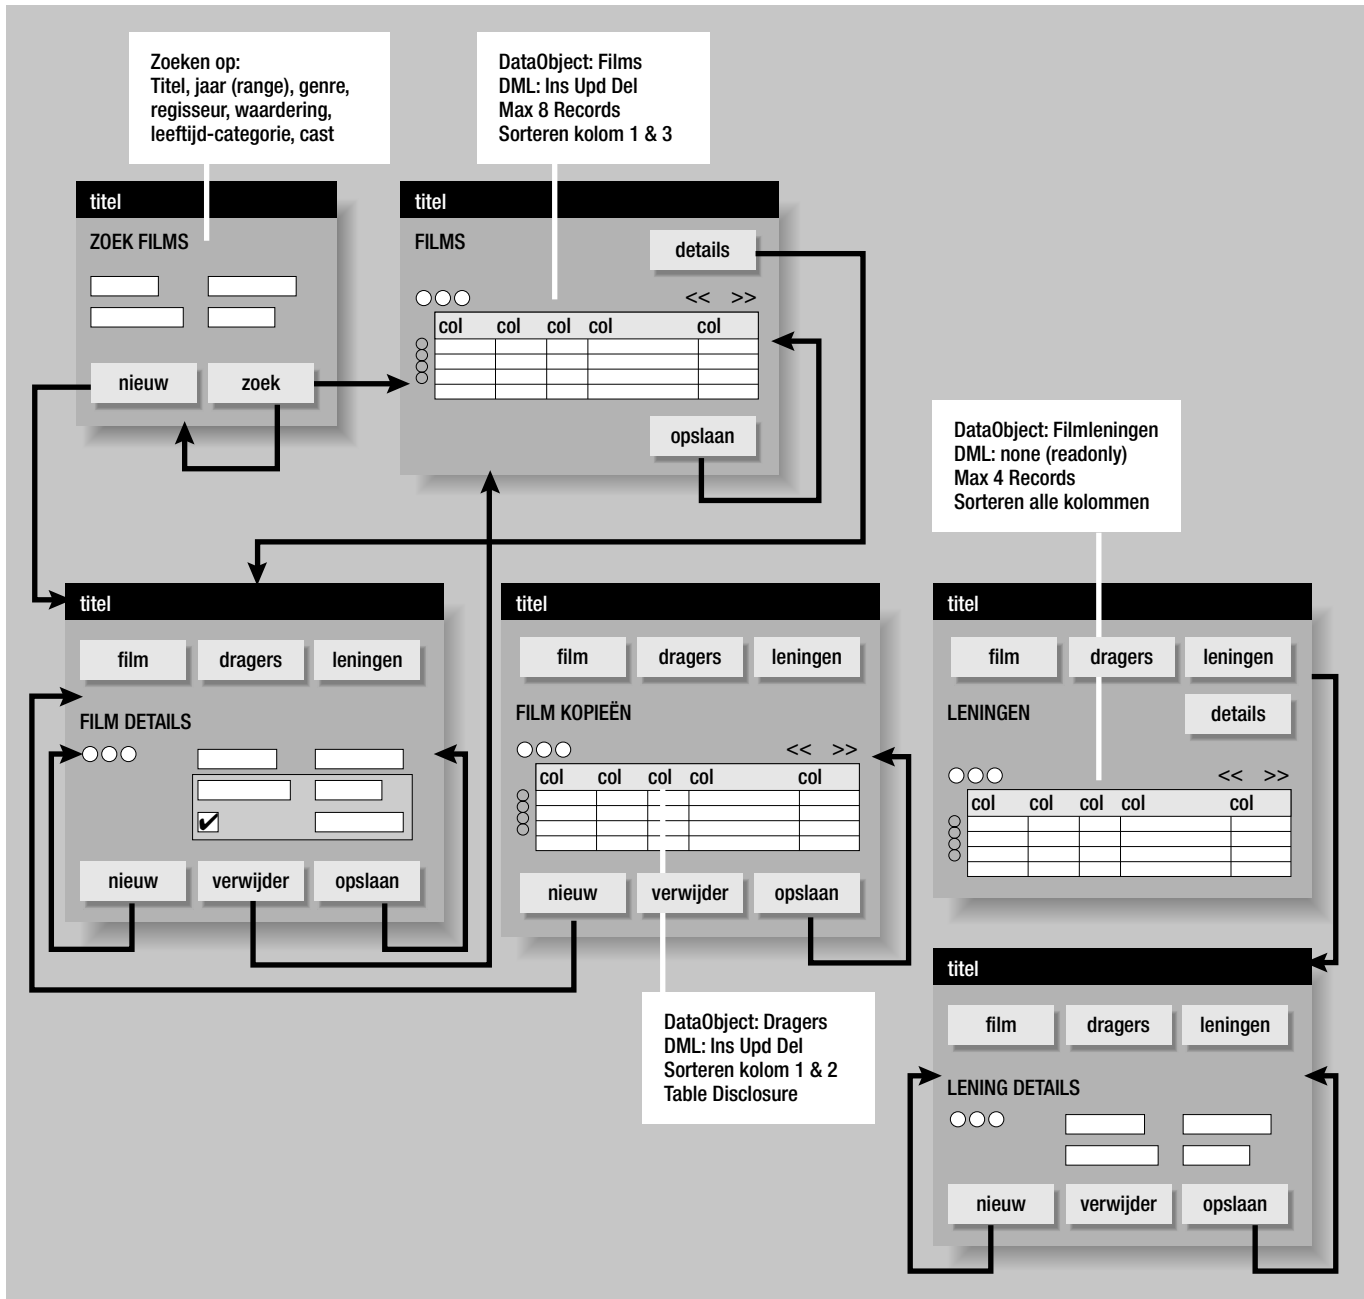 Zoeken op:
Titel, jaar (range), genre,
regisseur, waardering,
leeftijd-categorie, cast
DataObject: Films
DML: Ins Upd Del
Max 8 Records
Sorteren kolom 1 & 3
titel
ZOEK FILMS
nieuw
zoek
titel
FILMS
details
<< >>
col col col col col
opslaan
DataObject: Filmleningen
DML: none (readonly)
Max 4 Records
Sorteren alle kolommen
titel
film dragers leningen
FILM DETAILS
✔
nieuw verwijder opslaan
titel
film dragers leningen
FILM KOPIEËN
<< >>
col col col col col
nieuw verwijder opslaan
DataObject: Dragers
DML: Ins Upd Del
Sorteren kolom 1 & 2
Table Disclosure
titel
film dragers leningen
LENINGEN
details
<< >>
col col col col col
titel
film dragers leningen
LENING DETAILS
nieuw verwijder opslaan